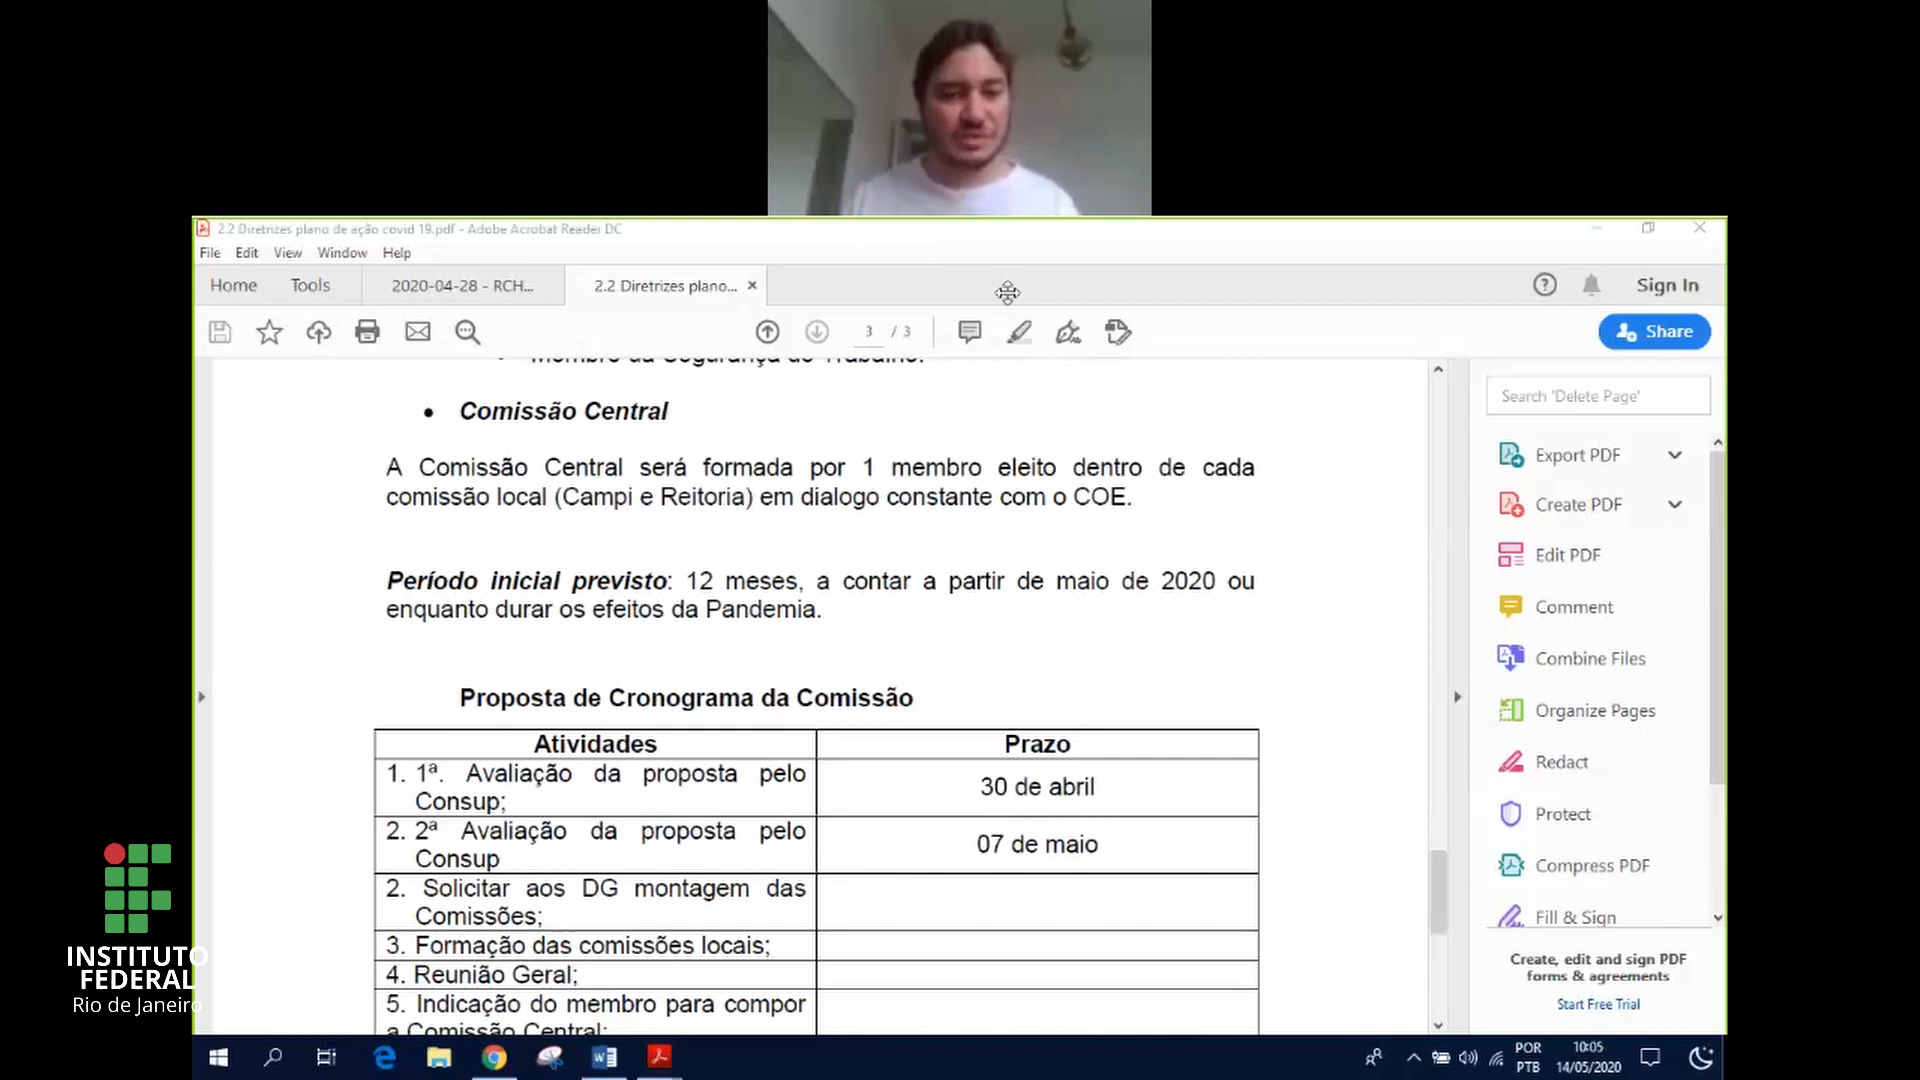 2.2 Diretrizes plano de ação covid 19.pdf - Adobe Acrobat Reader DC
File Edit View Window Help
Home Tools 2020-04-28 - RCH... 2.2 Diretrizes plano... × Sign In
3 / 3 Share
Membro da Segurança do Trabalho.
• Comissão Central
A Comissão Central será formada por 1 membro eleito dentro de cada
comissão local (Campi e Reitoria) em dialogo constante com o COE.
Período inicial previsto: 12 meses, a contar a partir de maio de 2020 ou
enquanto durar os efeitos da Pandemia.
Proposta de Cronograma da Comissão
Atividades Prazo
1. 1ª. Avaliação da proposta pelo
Consup;
30 de abril
2. 2ª Avaliação da proposta pelo
Consup
07 de maio
2. Solicitar aos DG montagem das
Comissões;
3. Formação das comissões locais;
4. Reunião Geral;
5. Indicação do membro para compor
a Comissão Central;
Search 'Delete Page'
Export PDF
Create PDF
Edit PDF
Comment
Combine Files
Organize Pages
Redact
Protect
Compress PDF
Fill & Sign
Create, edit and sign PDF
forms & agreements
Start Free Trial
INSTITUTO
FEDERAL
Rio de Janeiro
POR
PTB
10:05
14/05/2020